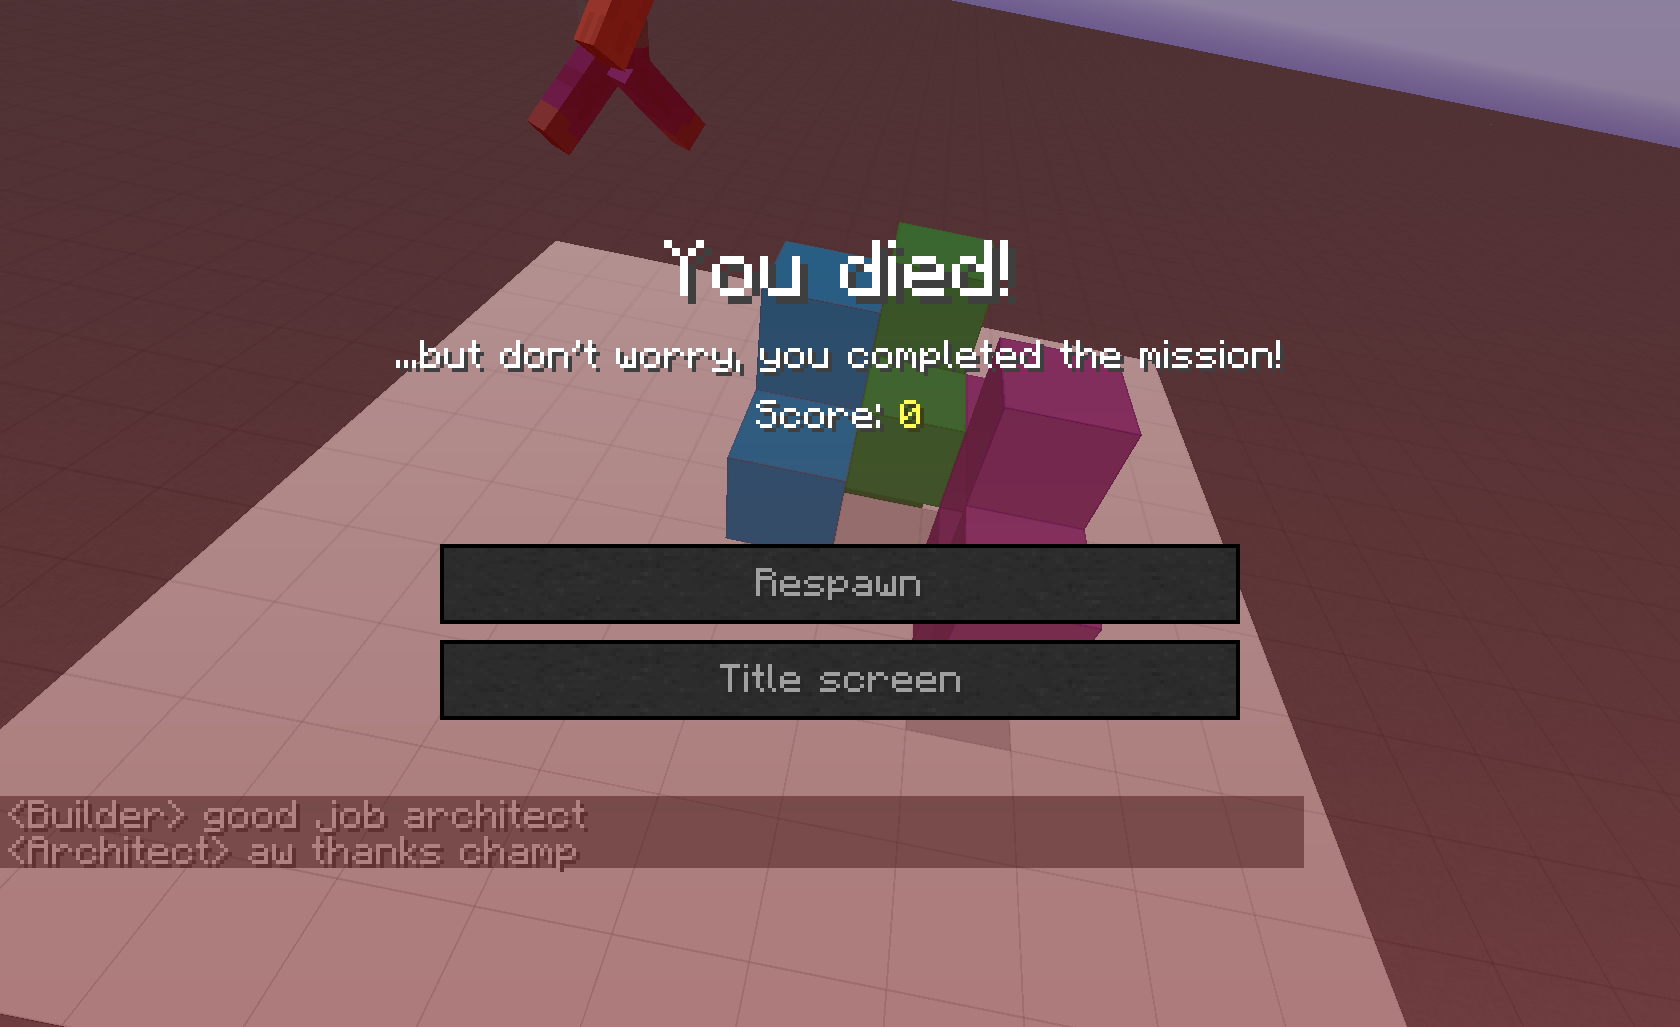 You died!
...but don't worry, you completed the mission!
Score: 0
Respawn
Title screen
<Builder> good job architect
<Architect> aw thanks champ